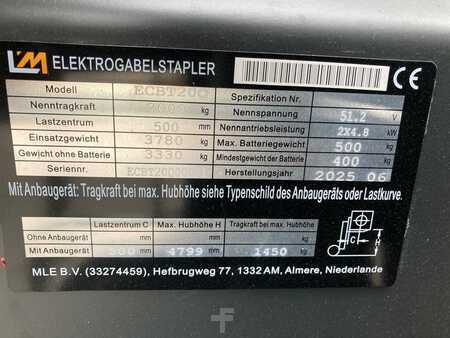 LM ELEKTROGABELSTAPLER CE
Modell ECBT20C Spezifikation Nr.
Nenntragkraft kg Nennspannung 51.2 V
Lastzentrum 500 mm Nennantriebsleistung 2X4.8 kW
Einsatzgewicht 3780 kg Max. Batteriegewicht 500 kg
Gewicht ohne Batterie 3330 kg Mindestgewicht der Batterie 400 kg
Seriennr. Herstellungsjahr 2025 06
Mit Anbaugerät: Tragkraft bei max. Hubhöhe siehe Typenschild des Anbaugeräts oder Lastkurve.
Lastzentrum C Max. Hubhöhe H Tragkraft bei max. Hubhöhe
Ohne Anbaugerät mm mm kg
Mit Anbaugerät 500 mm 4799 mm 1450 kg
C H
MLE B.V. (33274459), Hefbrugweg 77, 1332 AM, Almere, Niederlande